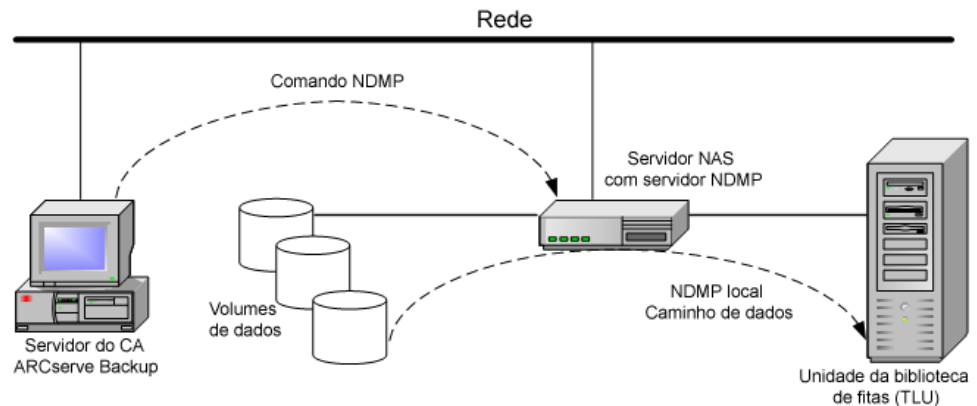 Rede
Comando NDMP
Servidor NAS
com servidor NDMP
Volumes
de dados
NDMP local
Caminho de dados
Servidor do CA
ARCserve Backup
Unidade da biblioteca
de fitas (TLU)